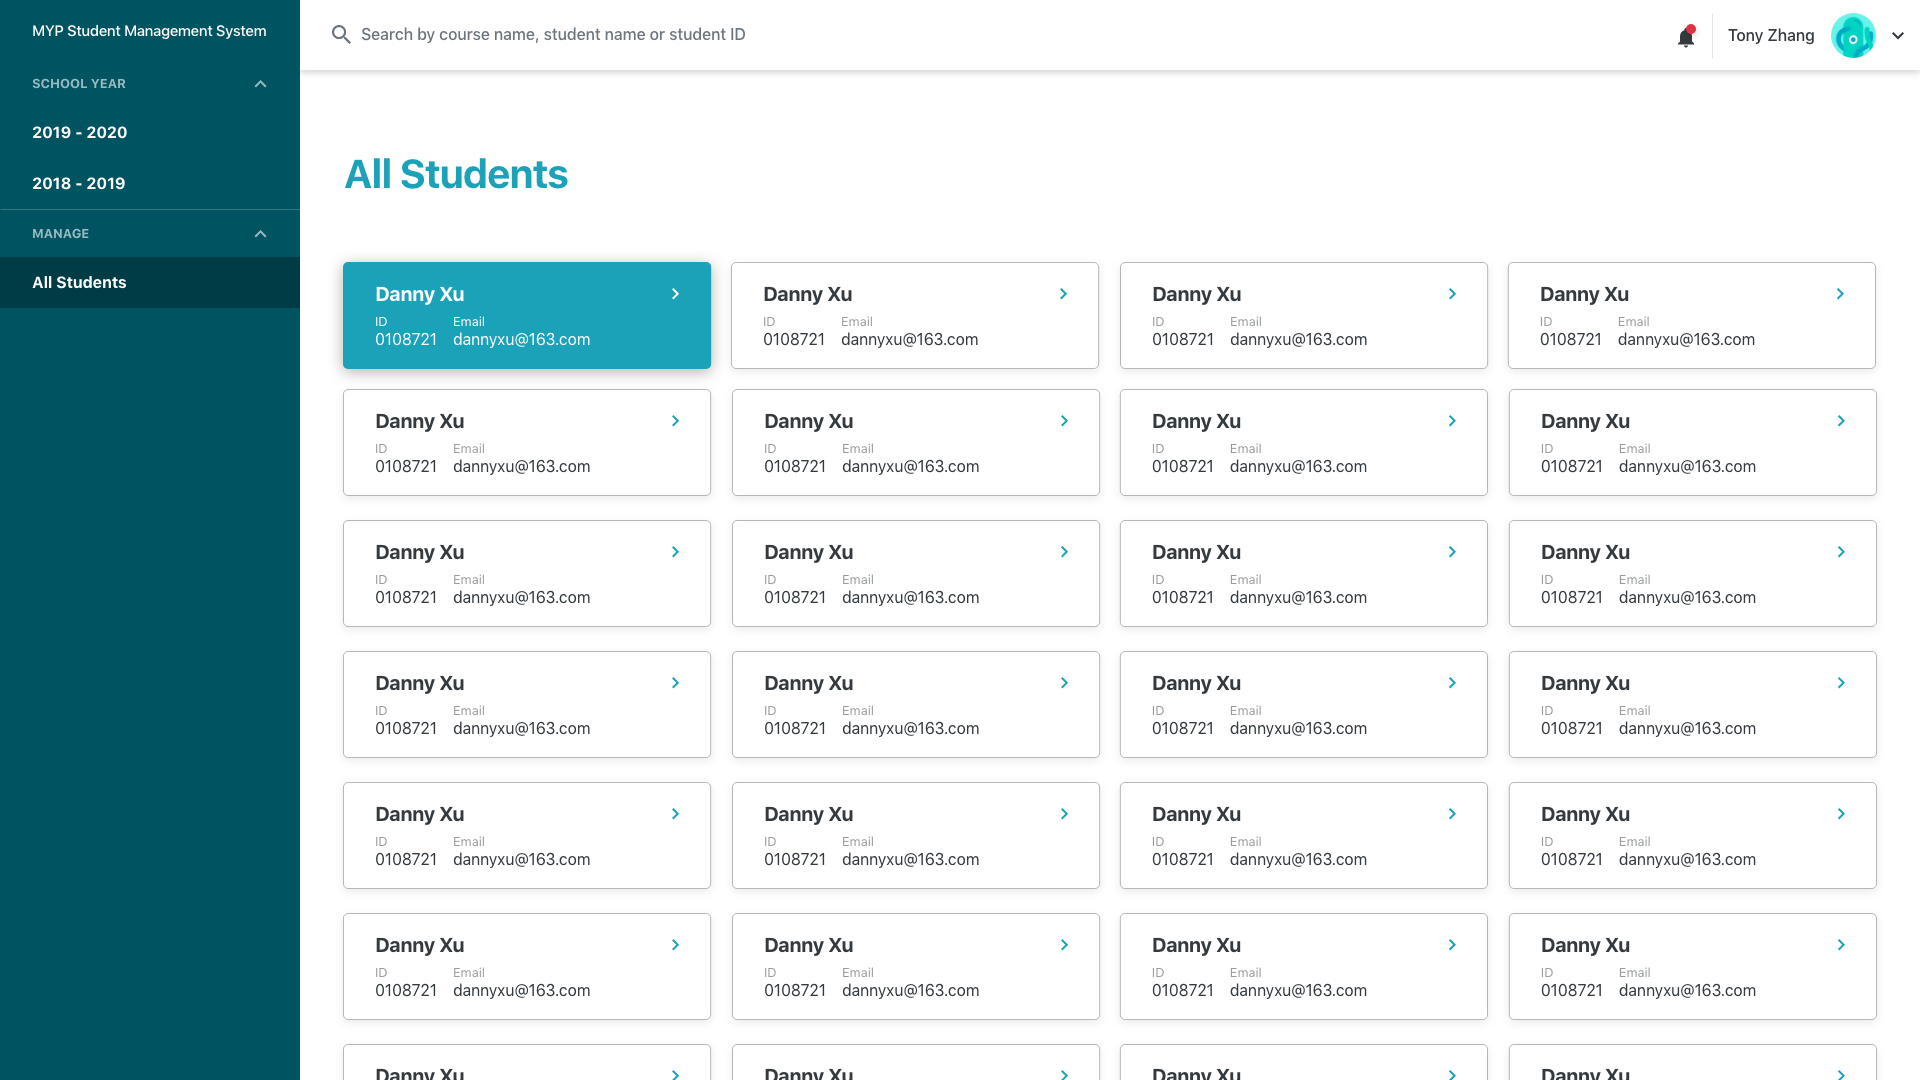 MYP Student Management System
Search by course name, student name or student ID
Tony Zhang
SCHOOL YEAR
2019 - 2020
2018 - 2019
MANAGE
All Students
All Students
Danny Xu Danny Xu Danny Xu Danny Xu
ID Email ID Email ID Email ID Email
0108721 dannyxu@163.com 0108721 dannyxu@163.com 0108721 dannyxu@163.com 0108721 dannyxu@163.com
Danny Xu Danny Xu Danny Xu Danny Xu
ID Email ID Email ID Email ID Email
0108721 dannyxu@163.com 0108721 dannyxu@163.com 0108721 dannyxu@163.com 0108721 dannyxu@163.com
Danny Xu Danny Xu Danny Xu Danny Xu
ID Email ID Email ID Email ID Email
0108721 dannyxu@163.com 0108721 dannyxu@163.com 0108721 dannyxu@163.com 0108721 dannyxu@163.com
Danny Xu Danny Xu Danny Xu Danny Xu
ID Email ID Email ID Email ID Email
0108721 dannyxu@163.com 0108721 dannyxu@163.com 0108721 dannyxu@163.com 0108721 dannyxu@163.com
Danny Xu Danny Xu Danny Xu Danny Xu
ID Email ID Email ID Email ID Email
0108721 dannyxu@163.com 0108721 dannyxu@163.com 0108721 dannyxu@163.com 0108721 dannyxu@163.com
Danny Xu Danny Xu Danny Xu Danny Xu
ID Email ID Email ID Email ID Email
0108721 dannyxu@163.com 0108721 dannyxu@163.com 0108721 dannyxu@163.com 0108721 dannyxu@163.com
Danny Xu Danny Xu Danny Xu Danny Xu